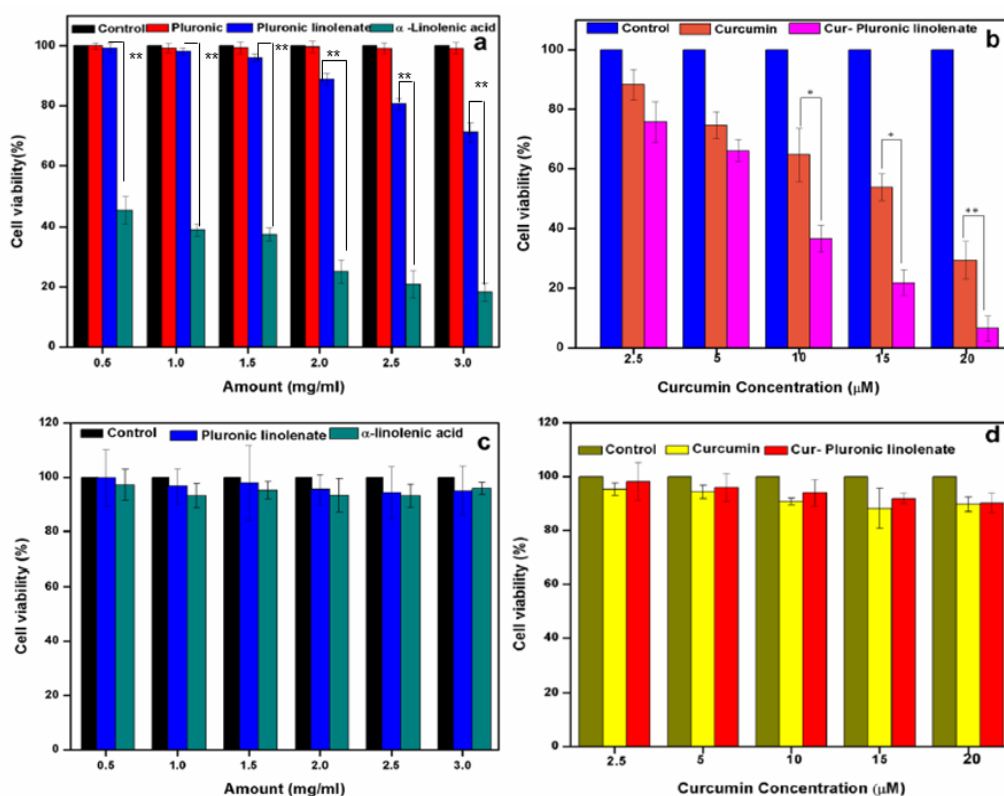 Control Pluronic Pluronic linolenate α -Linolenic acid
a
100
80
60
40
20
0
Cell viability(%)
** ** ** ** ** **
0.5 1.0 1.5 2.0 2.5 3.0
Amount (mg/ml)
Control Curcumin Cur- Pluronic linolenate
b
100
80
60
40
20
0
Cell viability (%)
* * **
2.5 5 10 15 20
Curcumin Concentration (μM)
Control Pluronic linolenate α-linolenic acid
c
120
100
80
60
40
20
0
Cell viability (%)
0.5 1.0 1.5 2.0 2.5 3.0
Amount (mg/ml)
Control Curcumin Cur- Pluronic linolenate
d
120
100
80
60
40
20
0
Cell viability (%)
2.5 5 10 15 20
Curcumin Concentration (μM)